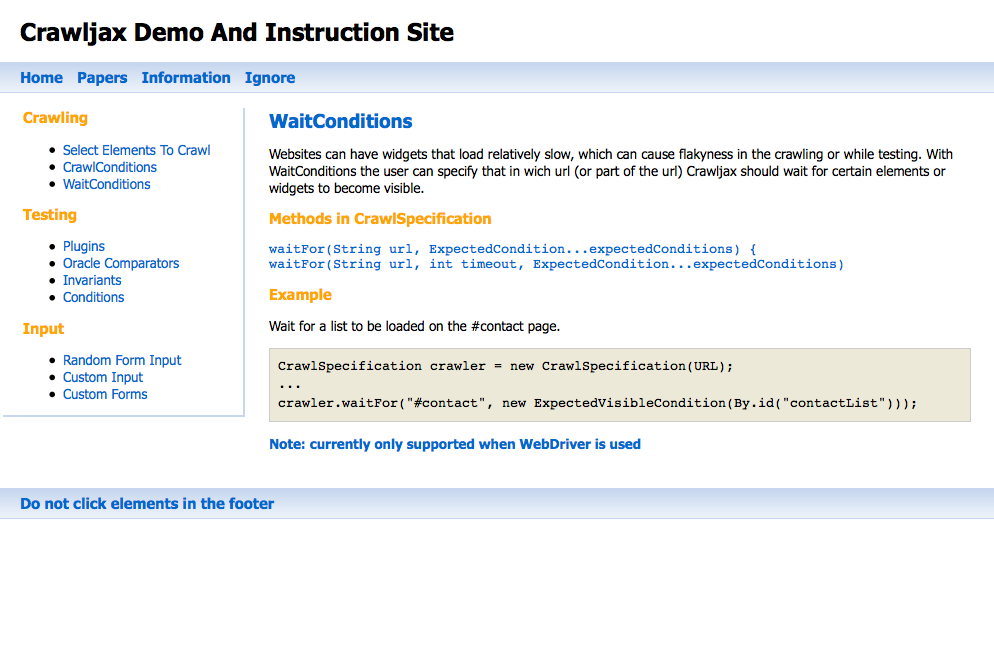 Crawljax Demo And Instruction Site
Home Papers Information Ignore
Crawling
Select Elements To Crawl
CrawlConditions
WaitConditions
Testing
Plugins
Oracle Comparators
Invariants
Conditions
Input
Random Form Input
Custom Input
Custom Forms
WaitConditions
Websites can have widgets that load relatively slow, which can cause flakyness in the crawling or while testing. With
WaitConditions the user can specify that in wich url (or part of the url) Crawljax should wait for certain elements or
widgets to become visible.
Methods in CrawlSpecification
waitFor(String url, ExpectedCondition...expectedConditions) {
waitFor(String url, int timeout, ExpectedCondition...expectedConditions)
Example
Wait for a list to be loaded on the #contact page.
CrawlSpecification crawler = new CrawlSpecification(URL);
...
crawler.waitFor("#contact", new ExpectedVisibleCondition(By.id("contactList")));
Note: currently only supported when WebDriver is used
Do not click elements in the footer